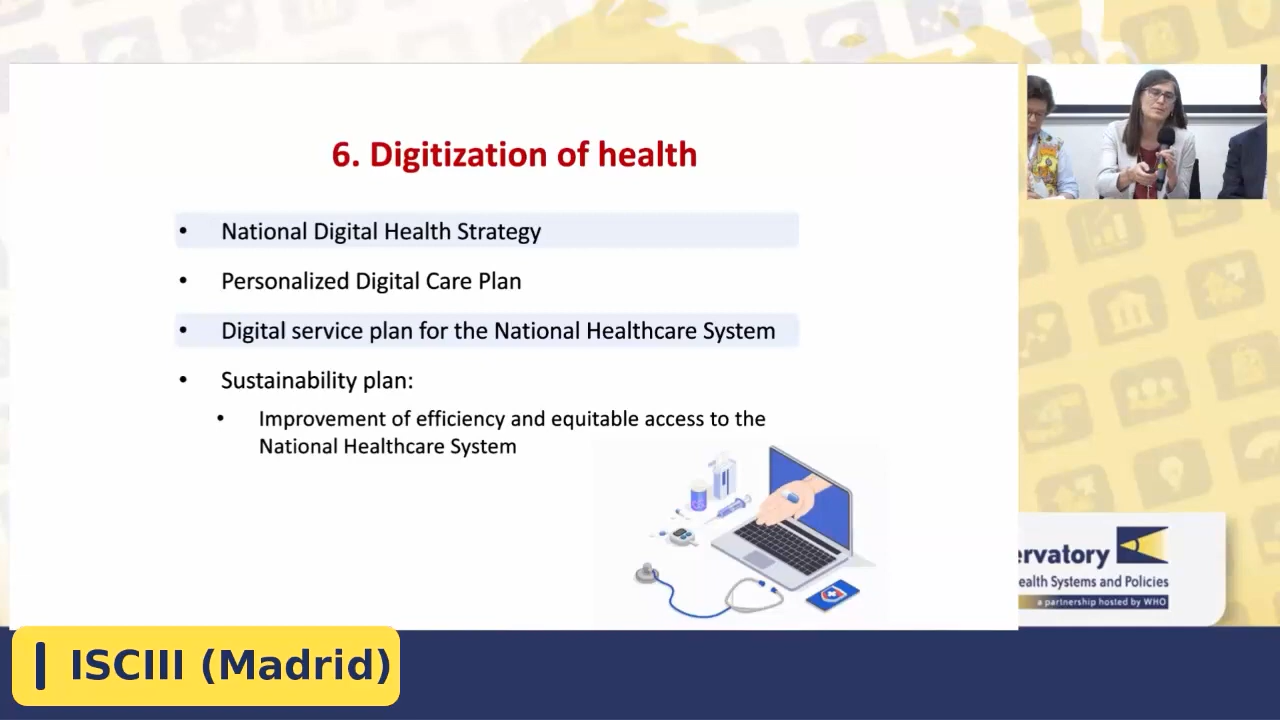 6. Digitization of health
• National Digital Health Strategy
• Personalized Digital Care Plan
• Digital service plan for the National Healthcare System
• Sustainability plan:
• Improvement of efficiency and equitable access to the
National Healthcare System
ervatory
ealth Systems and Policies
a partnership hosted by WHO
ISCIII (Madrid)